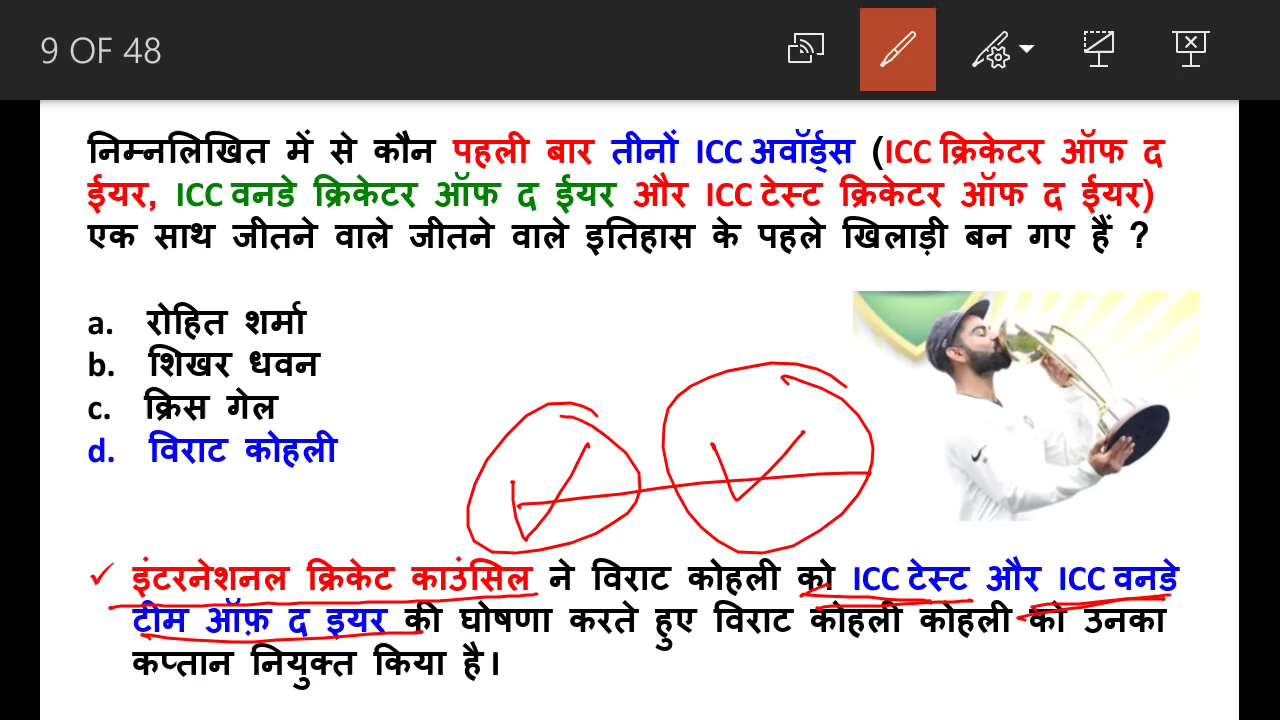 9 OF 48
निम्नलिखित में से कौन पहली बार तीनों ICC अवॉर्ड्स (ICC क्रिकेटर ऑफ द
ईयर, ICC वनडे क्रिकेटर ऑफ द ईयर और ICC टेस्ट क्रिकेटर ऑफ द ईयर)
एक साथ जीतने वाले जीतने वाले इतिहास के पहले खिलाड़ी बन गए हैं ?
a. रोहित शर्मा
b. शिखर धवन
c. क्रिस गेल
d. विराट कोहली
✓ इंटरनेशनल क्रिकेट काउंसिल ने विराट कोहली को ICC टेस्ट और ICC वनडे
टीम ऑफ़ द इयर की घोषणा करते हुए विराट कोहली कोहली को उनका
कप्तान नियुक्त किया है।